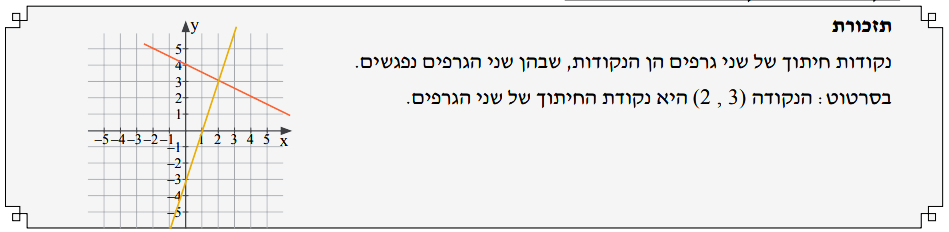 תזכורת
נקודות חיתוך של שני גרפים הן הנקודות, שבהן שני הגרפים נפגשים.
בסרטוט: הנקודה (2 , 3) היא נקודת החיתוך של שני הגרפים.
y
5
4
3
2
1
–5 –4 –3 –2 –1 1 2 3 4 5 x
–1
–2
–3
–4
–5